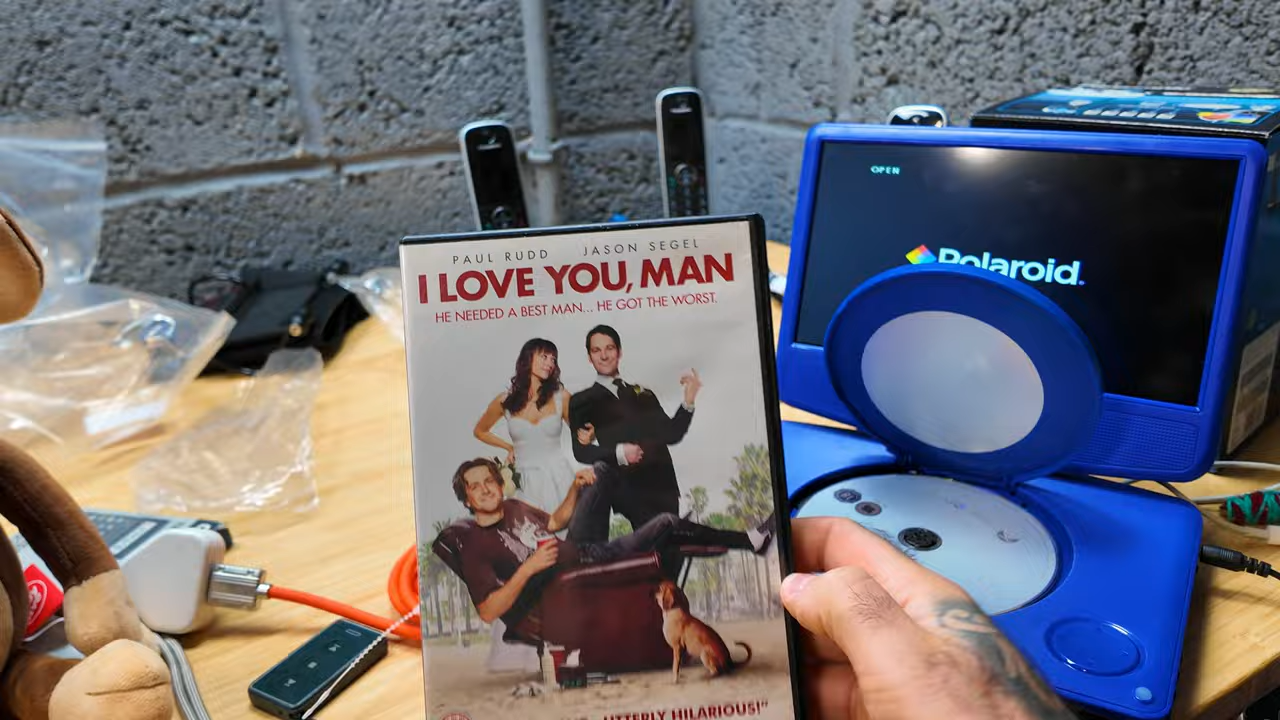 PAUL RUDD JASON SEGEL
I LOVE YOU, MAN
HE NEEDED A BEST MAN... HE GOT THE WORST.
UTTERLY HILARIOUS!"
OPEN
Polaroid